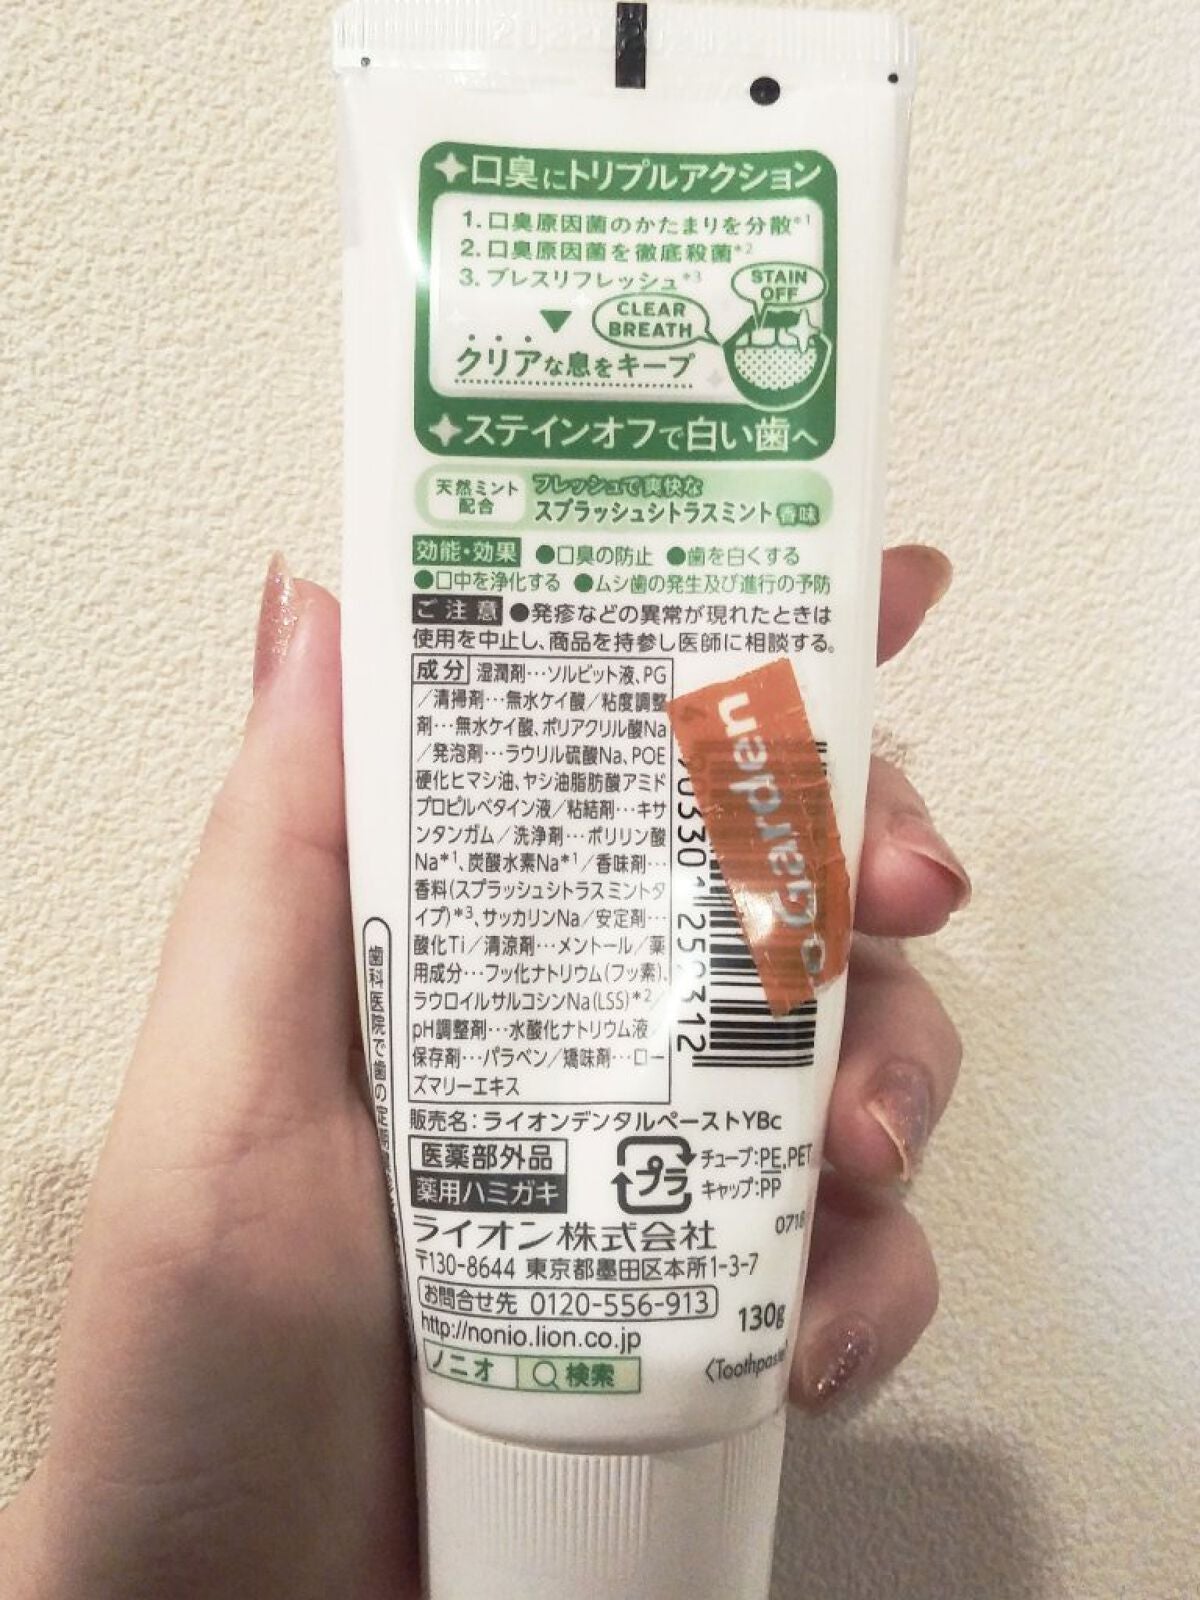 口臭にトリプルアクション
1. 口臭原因菌のかたまりを分散*1
2. 口臭原因菌を徹底殺菌*2
3. ブレスリフレッシュ*3
STAIN
OFF
CLEAR
BREATH
クリアな息をキープ
ステインオフで白い歯へ
天然ミント
配合
フレッシュで爽快な
スプラッシュシトラスミント香味
効能・効果 ●口臭の防止 ●歯を白くする
●口中を浄化する ●ムシ歯の発生及び進行の予防
ご注意 ●発疹などの異常が現れたときは
使用を中止し、商品を持参し医師に相談する。
成分 湿潤剤…ソルビット液、PG
/清掃剤…無水ケイ酸/粘度調整
剤…無水ケイ酸、ポリアクリル酸Na
/発泡剤…ラウリル硫酸Na、POE
硬化ヒマシ油、ヤシ油脂肪酸アミド
プロピルベタイン液/粘結剤…キサ
ンタンガム/洗浄剤…ポリリン酸
Na*1、炭酸水素Na*1/香味剤…
香料(スプラッシュシトラスミントタ
イプ)*3、サッカリンNa/安定剤…
酸化Ti/清涼剤…メントール/薬
用成分…フッ化ナトリウム(フッ素)、
ラウロイルサルコシンNa(LSS)*2/
pH調整剤…水酸化ナトリウム液/
保存剤…パラベン/矯味剤…ロー
ズマリーエキス
garden
販売名:ライオンデンタルペーストYBc
医薬部外品
薬用ハミガキ
プラ
チューブ:PE,PET
キャップ:PP
ライオン株式会社
〒130-8644 東京都墨田区本所1-3-7
お問合せ先 0120-556-913
130g
http://nonio.lion.co.jp
ノニオ 検索
歯科医院で歯の定期